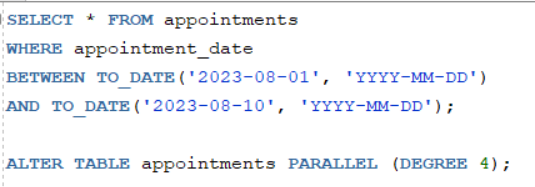 SELECT * FROM appointments
WHERE appointment_date
BETWEEN TO_DATE('2023-08-01', 'YYYY-MM-DD')
AND TO_DATE('2023-08-10', 'YYYY-MM-DD');
ALTER TABLE appointments PARALLEL (DEGREE 4);